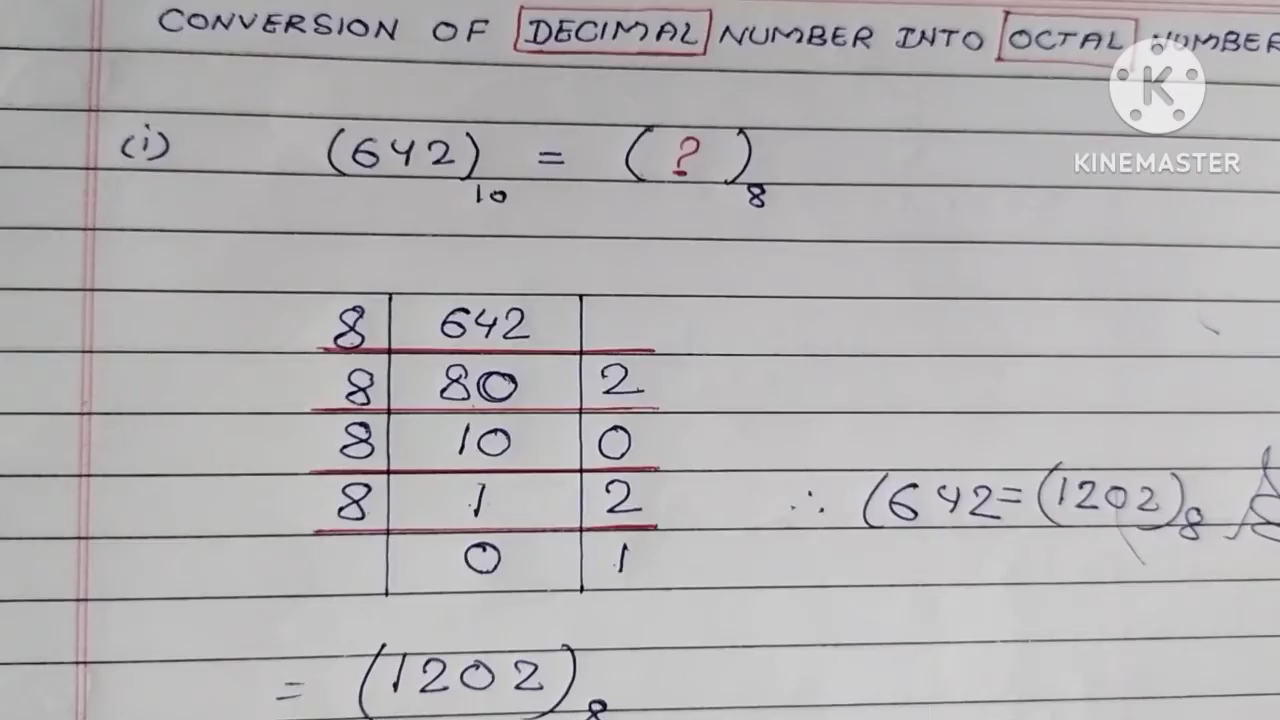 CONVERSION OF DECIMAL NUMBER INTO OCTAL NUMBER
K
KINEMASTER
(i) (642)10 = (?)8
8 642
8 80 2
8 10 0
8 1 2
0 1
∴ (642=(1202)8
= (1202)8